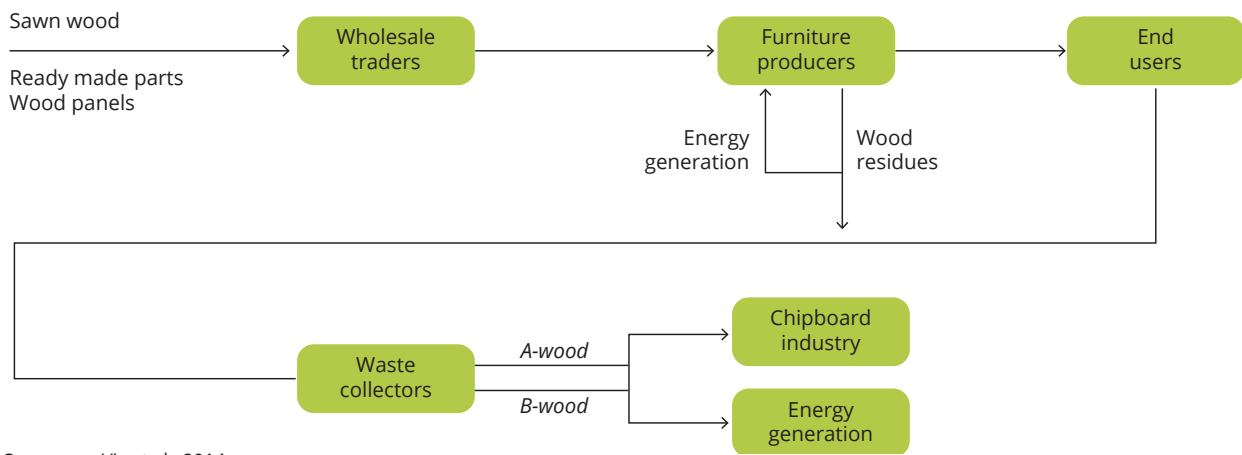 Sawn wood
Ready made parts
Wood panels
Wholesale
traders
Furniture
producers
End
users
Energy
generation
Wood
residues
Waste
collectors
A-wood
B-wood
Chipboard
industry
Energy
generation